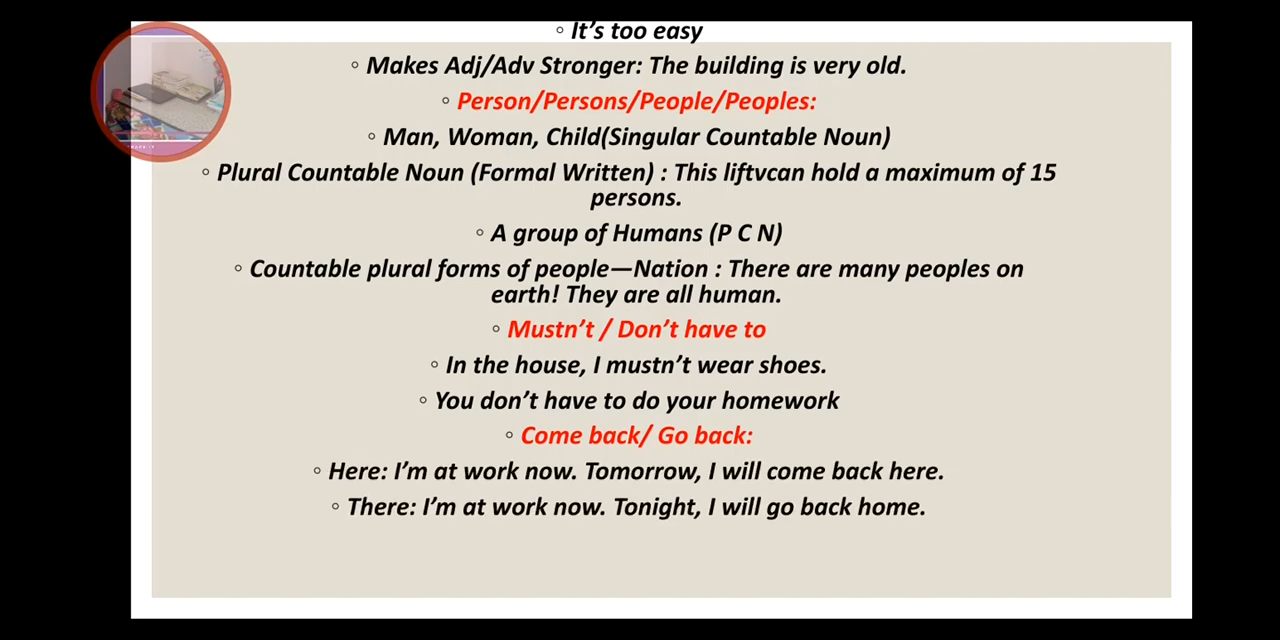 ◦ It's too easy
◦ Makes Adj/Adv Stronger: The building is very old.
◦ Person/Persons/People/Peoples:
◦ Man, Woman, Child(Singular Countable Noun)
◦ Plural Countable Noun (Formal Written) : This liftvcan hold a maximum of 15
persons.
◦ A group of Humans (P C N)
◦ Countable plural forms of people—Nation : There are many peoples on
earth! They are all human.
◦ Mustn't / Don't have to
◦ In the house, I mustn't wear shoes.
◦ You don't have to do your homework
◦ Come back/ Go back:
◦ Here: I'm at work now. Tomorrow, I will come back here.
◦ There: I'm at work now. Tonight, I will go back home.